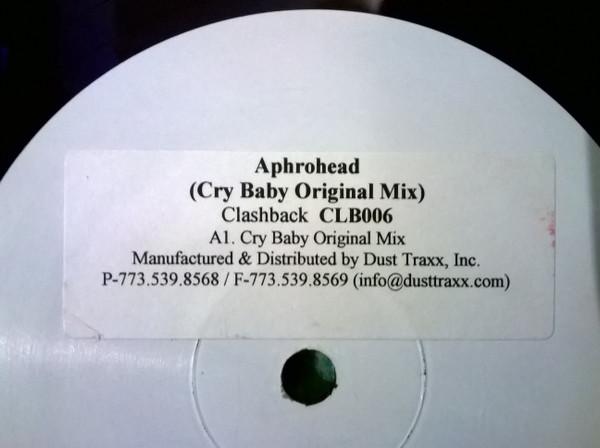 Aphrohead
(Cry Baby Original Mix)
Clashback CLB006
A1. Cry Baby Original Mix
Manufactured & Distributed by Dust Traxx, Inc.
P-773.539.8568 / F-773.539.8569 (info@dusttraxx.com)